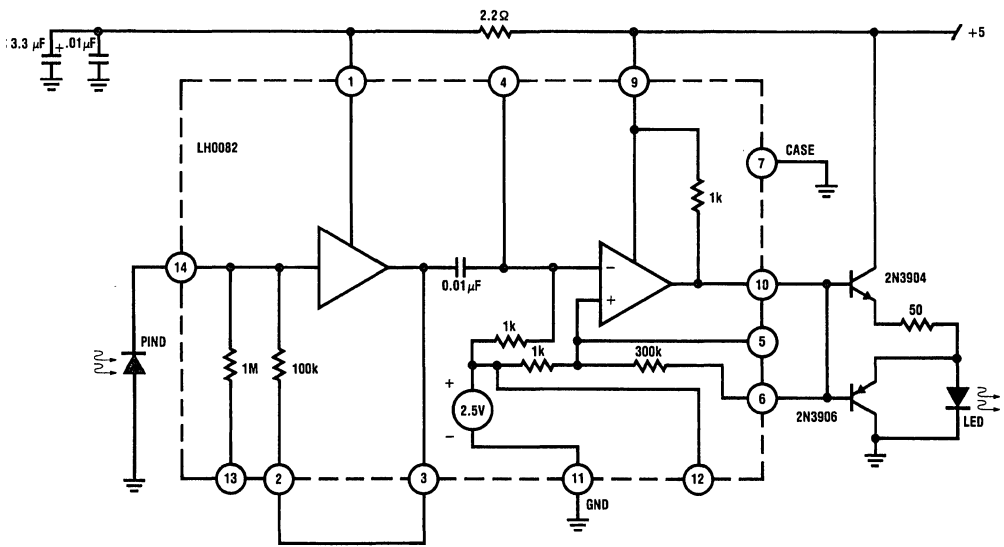 2.2Ω
+5
: 3.3 µF + .01µF
1
4
9
LH0082
7
CASE
1k
14
−
+
10
2N3904
0.01µF
50
PIND
1M
100k
1k
1k
300k
5
+
2.5V
−
6
2N3906
LED
13
2
3
11
GND
12